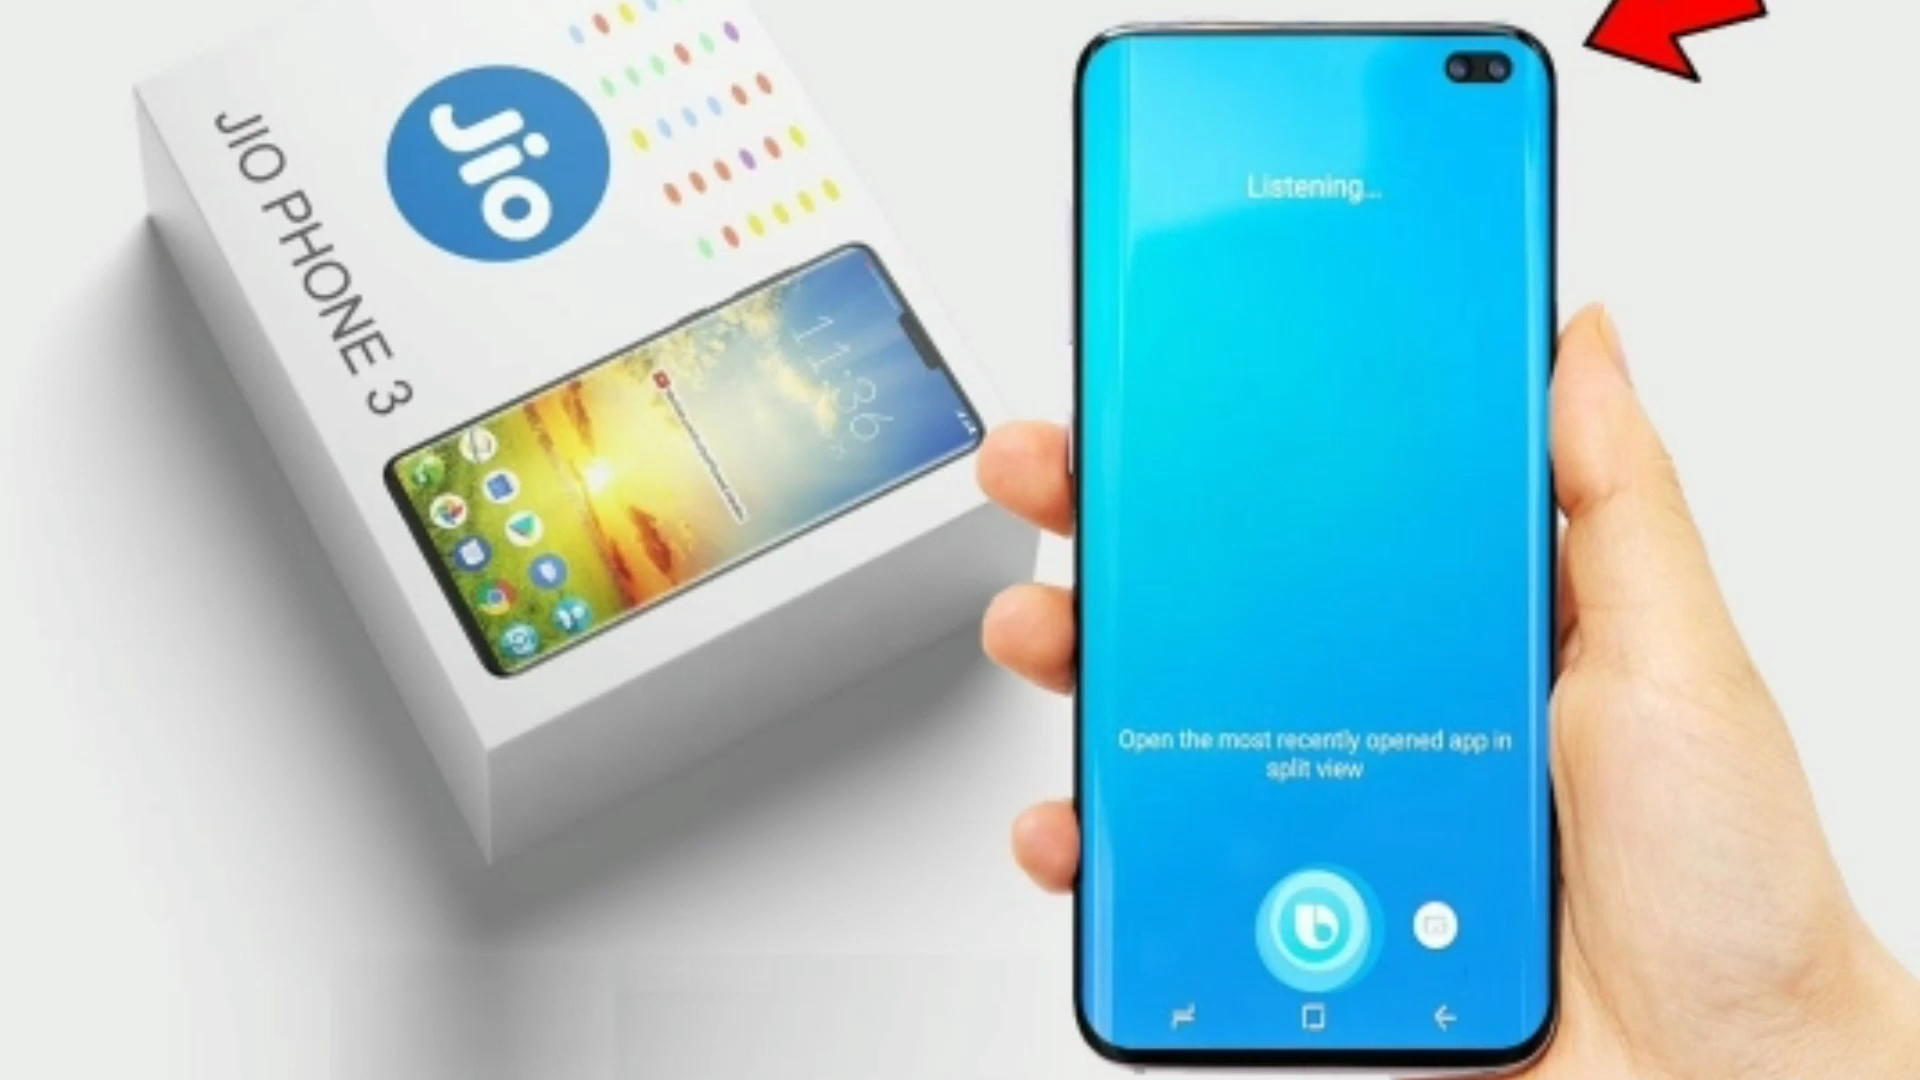 Jio
JIO PHONE 3
11:36
Listening...
Open the most recently opened app in
split view